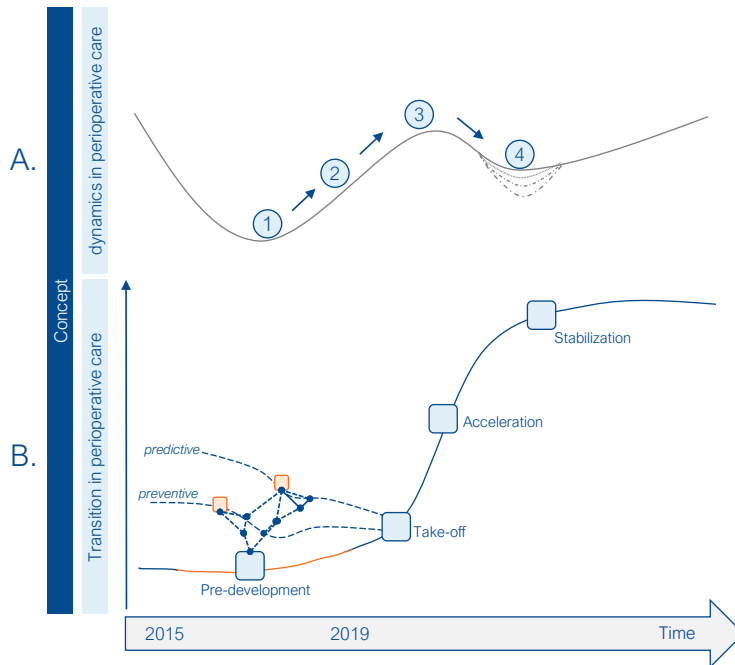 Concept
A.
dynamics in perioperative care
1
2
3
4
B.
Transition in perioperative care
Stabilization
Acceleration
predictive
preventive
Take-off
Pre-development
2015
2019
Time